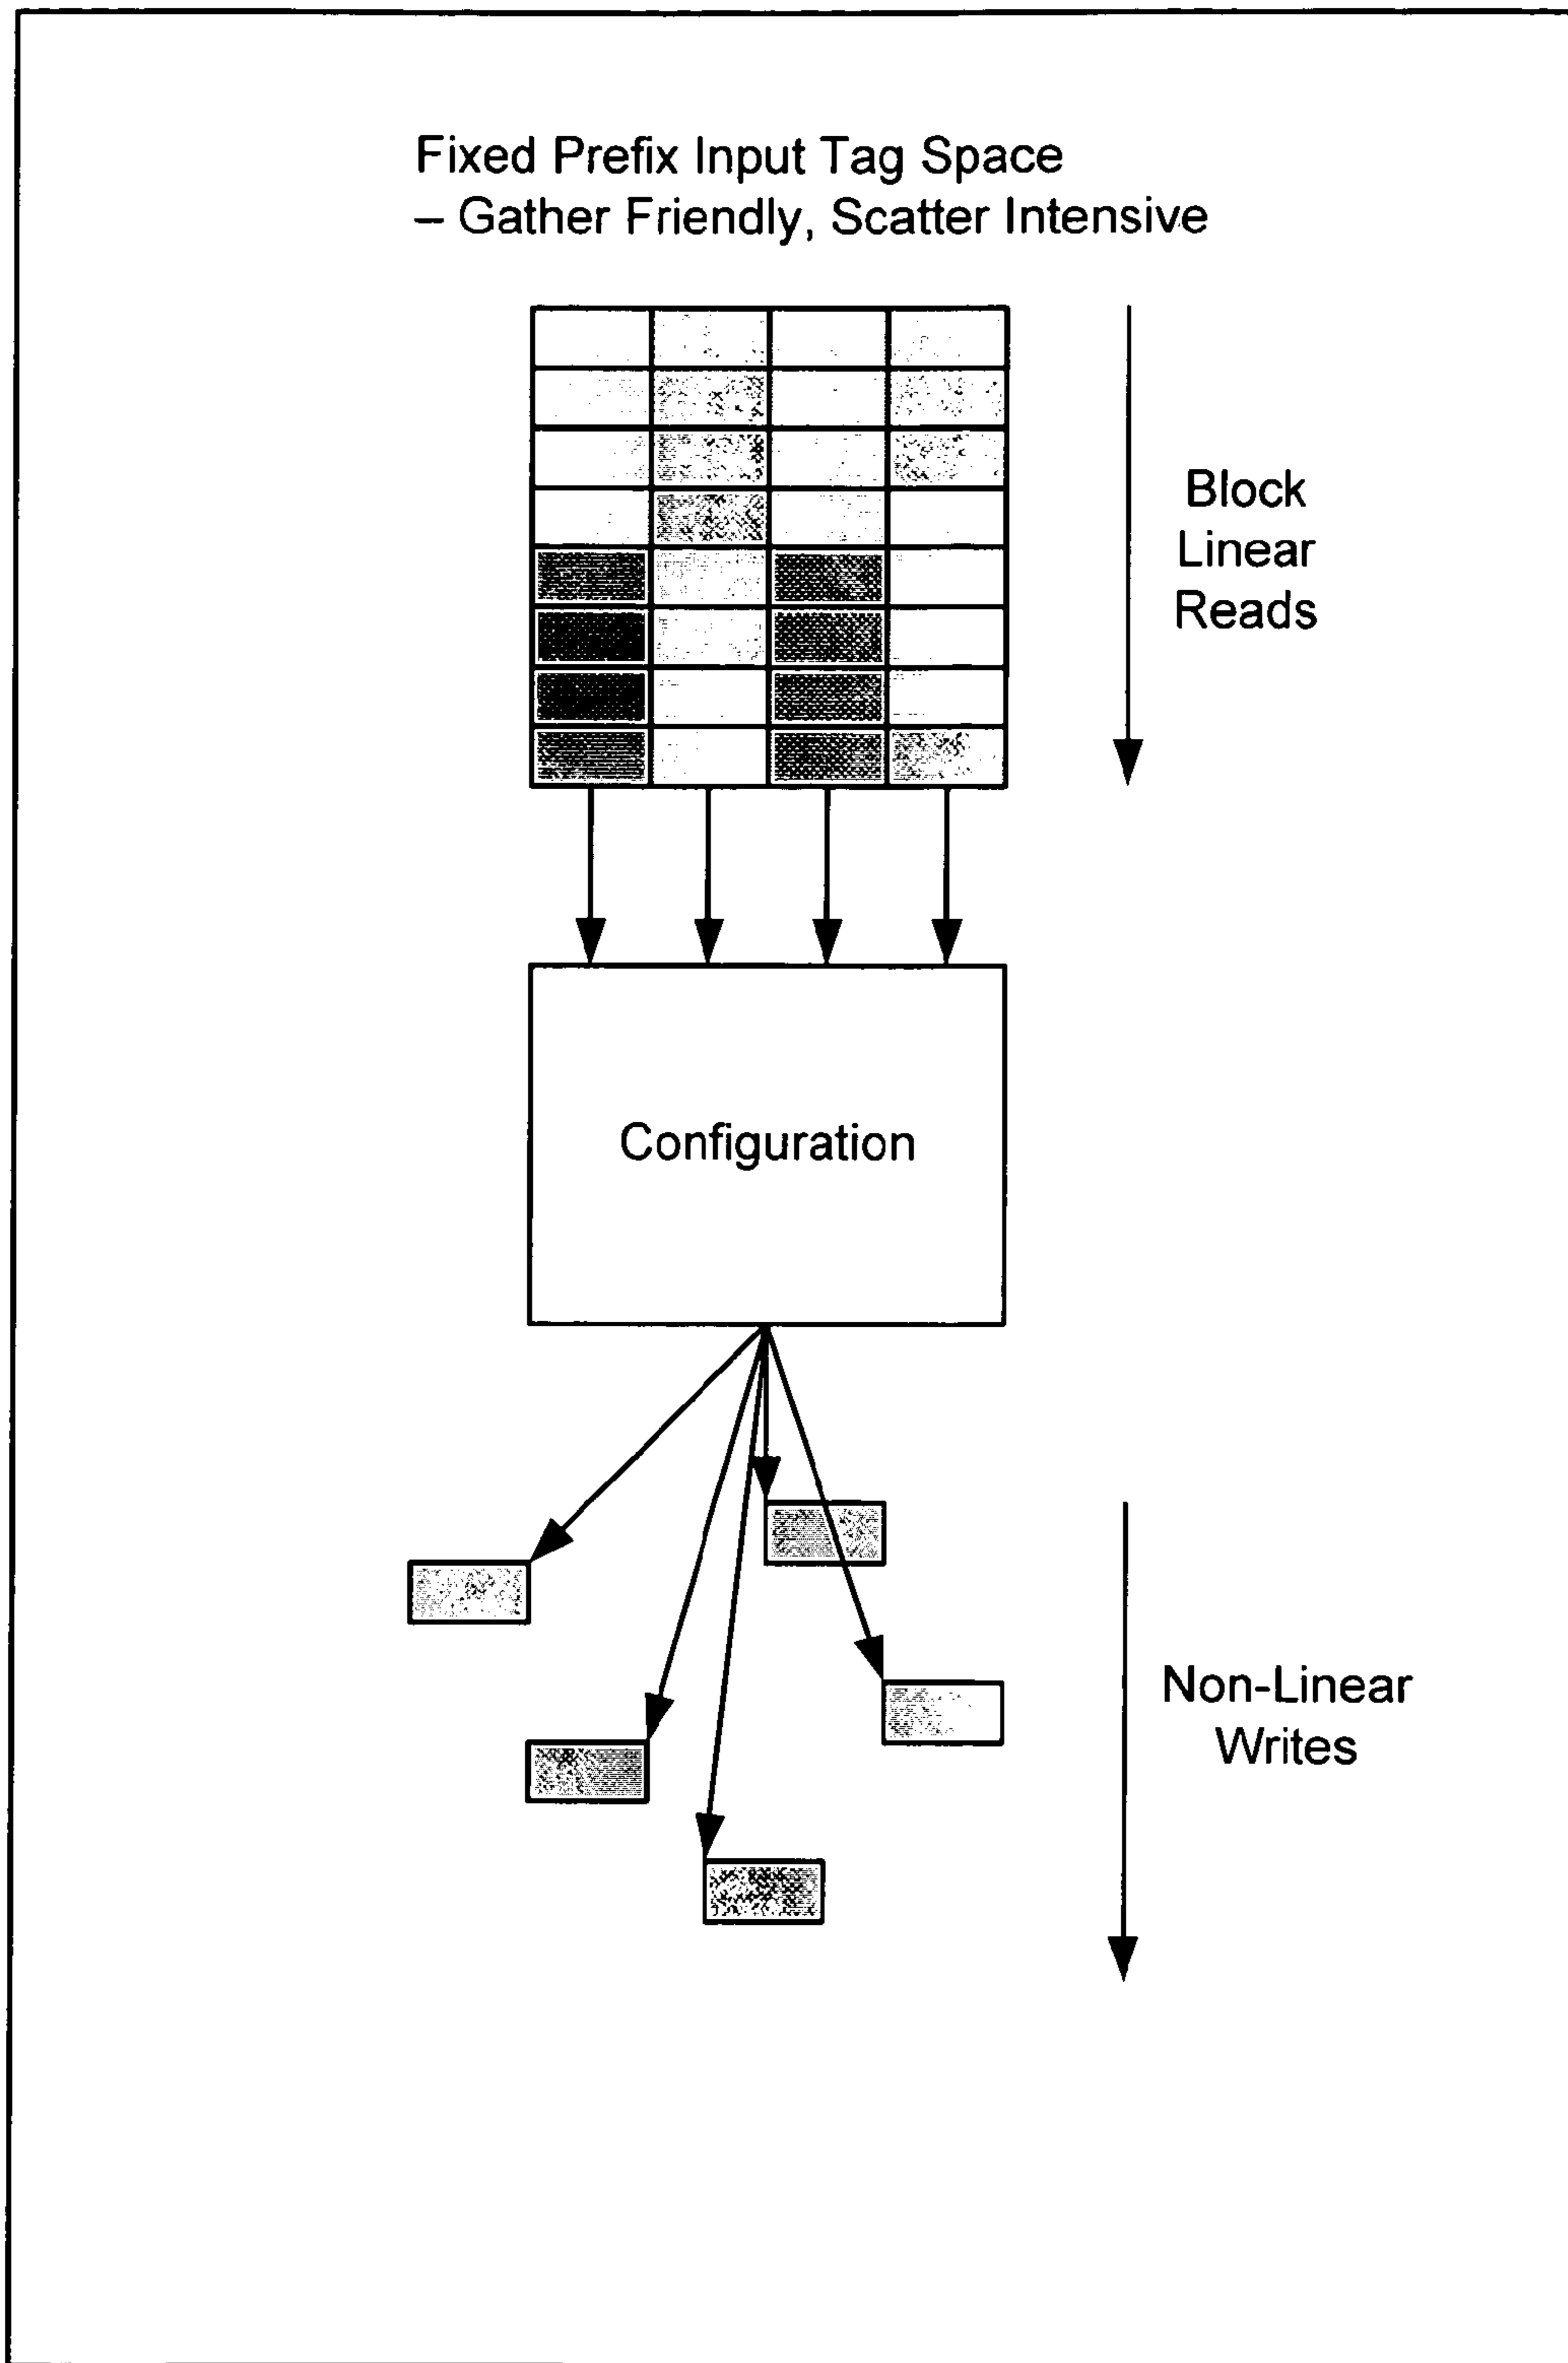 Fixed Prefix Input Tag Space
– Gather Friendly, Scatter Intensive
Block
Linear
Reads
Configuration
Non-Linear
Writes